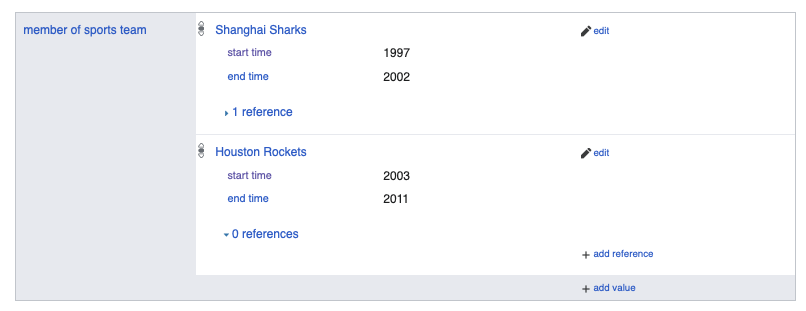 member of sports team
Shanghai Sharks
edit
start time 1997
end time 2002
1 reference
Houston Rockets
edit
start time 2003
end time 2011
0 references
+ add reference
+ add value